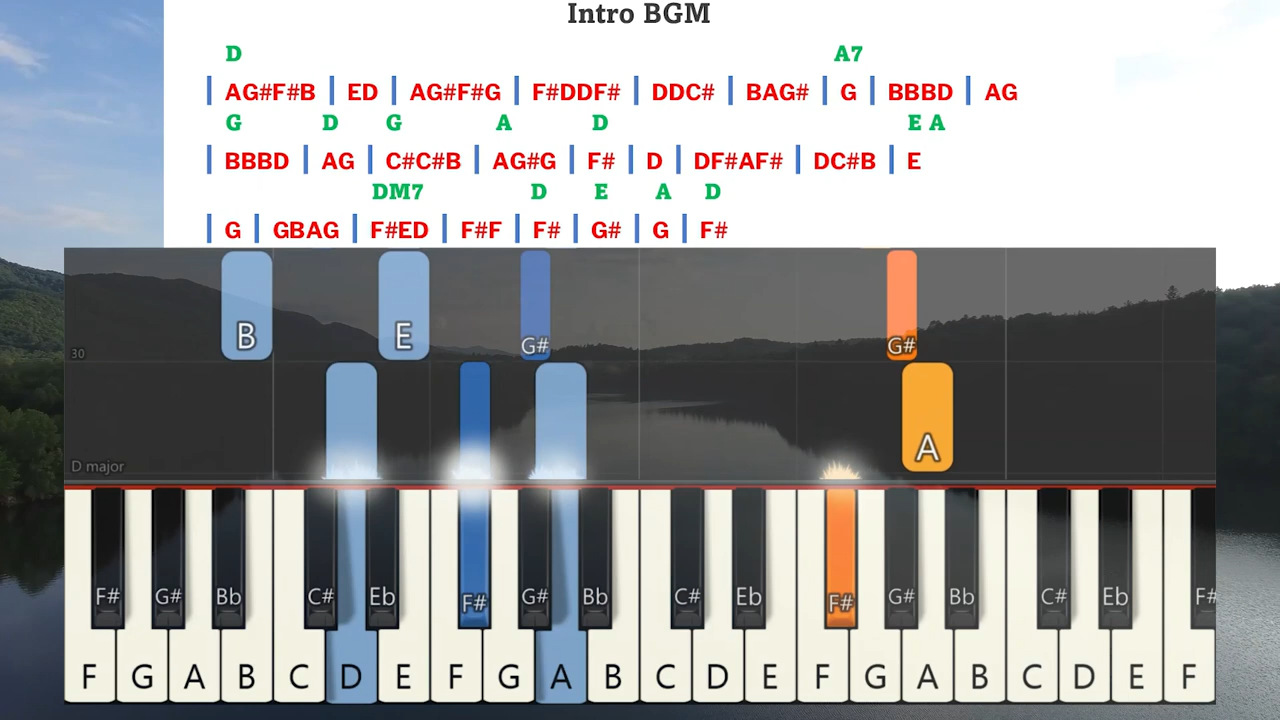 Intro BGM
D A7
| AG#F#B | ED | AG#F#G | F#DDF# | DDC# | BAG# | G | BBBD | AG
G D G A D E A
| BBBD | AG | C#C#B | AG#G | F# | D | DF#AF# | DC#B | E
DM7 D E A D
| G | GBAG | F#ED | F#F | F# | G# | G | F#
B E G# G#
30
A
D major
F# G# Bb C# Eb F# G# Bb C# Eb F# G# Bb C# Eb F#
F G A B C D E F G A B C D E F G A B C D E F